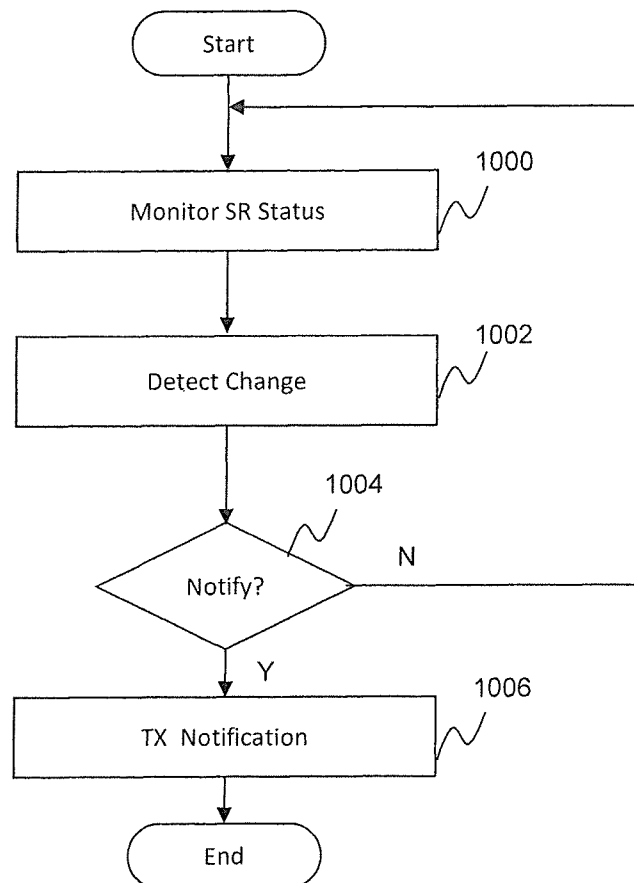 Start
1000
Monitor SR Status
1002
Detect Change
1004
Notify?
N
Y
1006
TX Notification
End